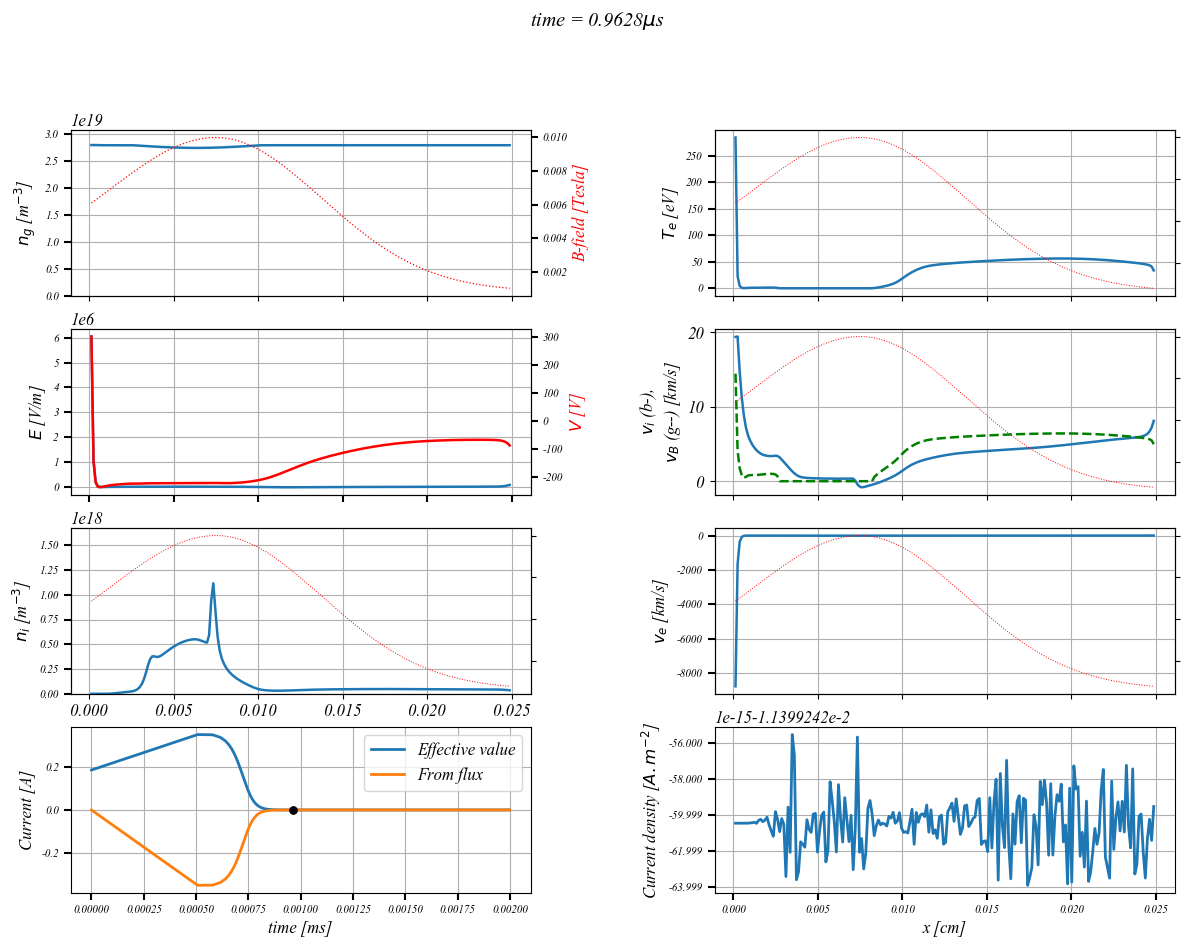 time = 0.9628μs
1e19
n_g [m^{-3}]
3.0
2.5
2.0
1.5
1.0
0.5
0.0
0.010
0.008
0.006
0.004
0.002
B-field [Tesla]
T_e [eV]
250
200
150
100
50
0
1e6
E [V/m]
6
5
4
3
2
1
0
300
200
100
0
-100
-200
V [V]
v_i (b-),
v_B (g--) [km/s]
20
10
0
1e18
n_i [m^{-3}]
1.50
1.25
1.00
0.75
0.50
0.25
0.00
0.000 0.005 0.010 0.015 0.020 0.025
v_e [km/s]
0
-2000
-4000
-6000
-8000
Current [A]
0.2
0.0
-0.2
Effective value
From flux
0.00000 0.00025 0.00050 0.00075 0.00100 0.00125 0.00150 0.00175 0.00200
time [ms]
1e-15-1.1399242e-2
Current density [A.m^{-2}]
-56.000
-58.000
-59.999
-61.999
-63.999
0.000 0.005 0.010 0.015 0.020 0.025
x [cm]